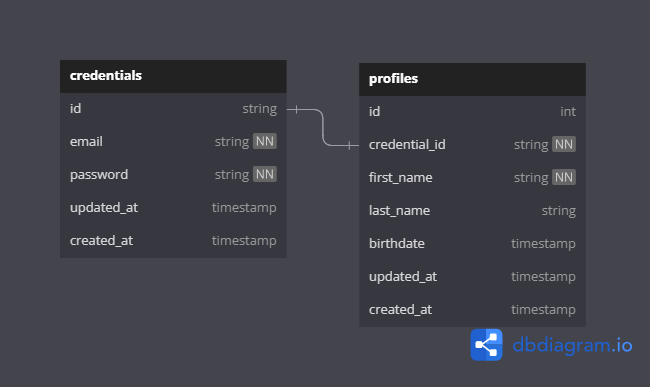 credentials
id string
email string NN
password string NN
updated_at timestamp
created_at timestamp
profiles
id int
credential_id string NN
first_name string NN
last_name string
birthdate timestamp
updated_at timestamp
created_at timestamp
dbdiagram.io